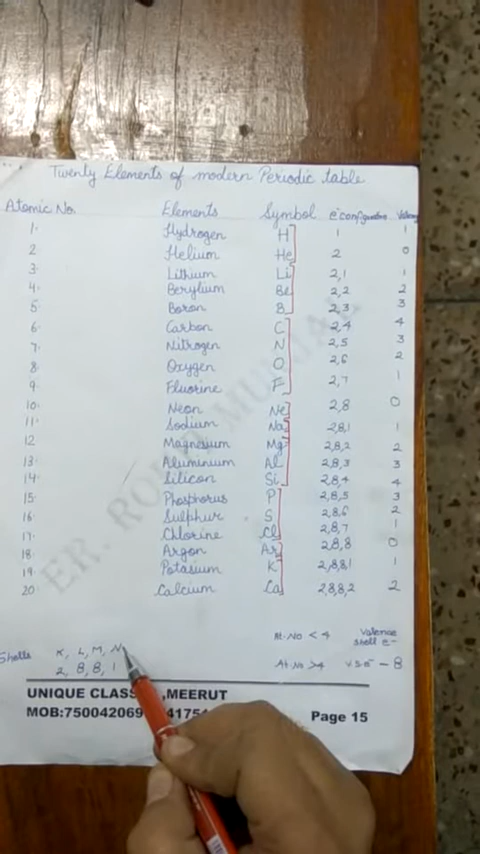 Twenty Elements of modern Periodic table
Atomic No. Elements Symbol e⁻configuration Valency
1. Hydrogen H 1 1
2 Helium He 2 0
3. Lithium Li 2,1 1
4. Berylium Be 2,2 2
5. Boron B 2,3 3
6. Carbon C 2,4 4
7. Nitrogen N 2,5 3
8. Oxygen O 2,6 2
9. Fluorine F 2,7 1
10. Neon Ne 2,8 0
11. Sodium Na 2,8,1 1
12 Magnesium Mg 2,8,2 2
13. Aluminium Al 2,8,3 3
14. Silicon Si 2,8,4 4
15. Phosphorus P 2,8,5 3
16. Sulphur S 2,8,6 2
17. Chlorine Cl 2,8,7 1
18. Argon Ar 2,8,8 0
19. Potasium K 2,8,8,1 1
20 Calcium Ca 2,8,8,2 2
ER. ROHIT
At. No < 4 Valence shell e-
Shells K, L, M, N
2, 8, 8, 1 At. No >4 V.S.e⁻ - 8
UNIQUE ,MEERUT
MOB:750042069
Page 15